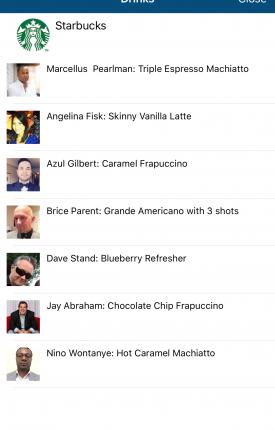 Drinks
Close
Starbucks
Marcellus  Pearlman: Triple Espresso Machiatto
Angelina Fisk: Skinny Vanilla Latte
Azul Gilbert: Caramel Frapuccino
Brice Parent: Grande Americano with 3 shots
Dave Stand: Blueberry Refresher
Jay Abraham: Chocolate Chip Frapuccino
Nino Wontanye: Hot Caramel Machiatto